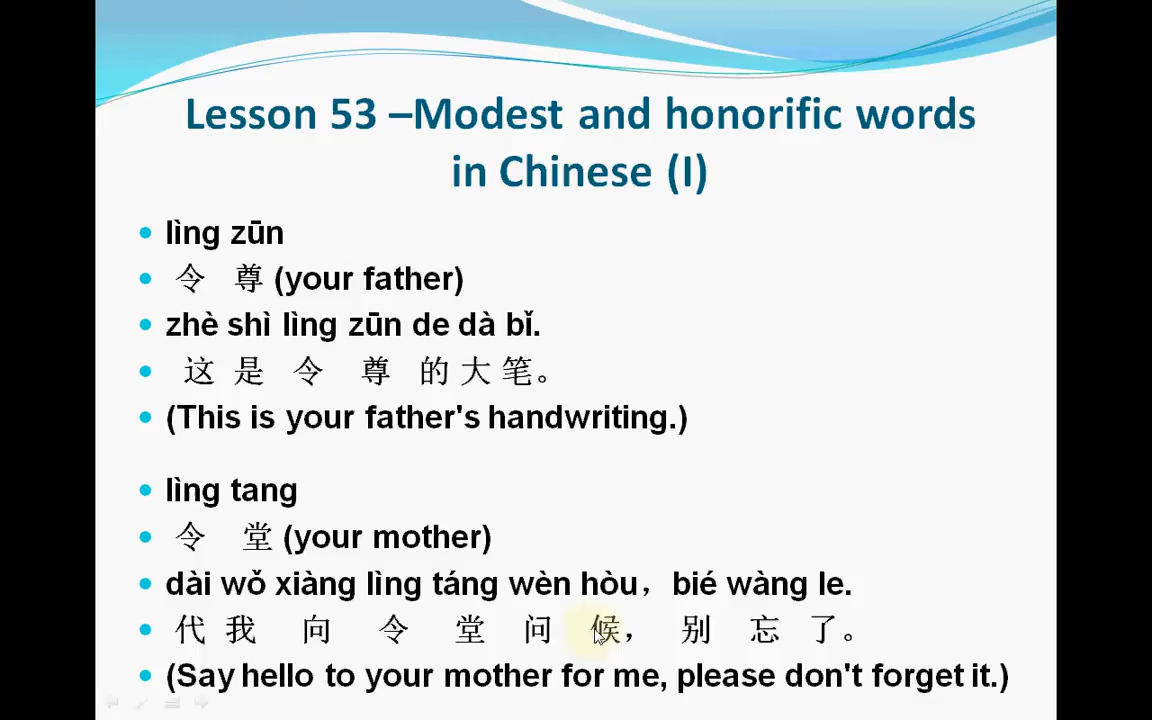 Lesson 53 –Modest and honorific words
in Chinese (I)
lìng zūn
令 尊 (your father)
zhè shì lìng zūn de dà bǐ.
这 是 令 尊 的 大 笔。
(This is your father's handwriting.)
lìng tang
令 堂 (your mother)
dài wǒ xiàng lìng táng wèn hòu，bié wàng le.
代 我 向 令 堂 问 候， 别 忘 了。
(Say hello to your mother for me, please don't forget it.)